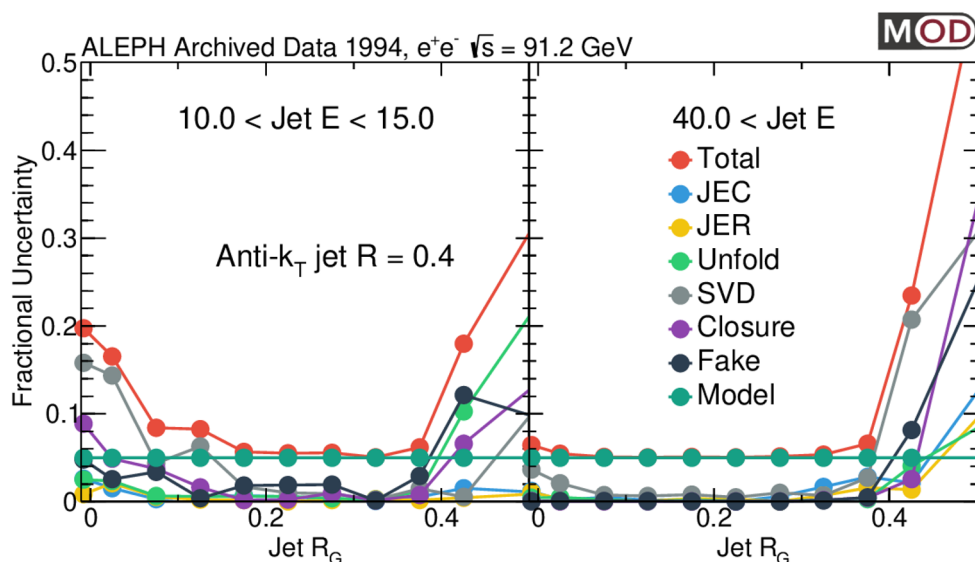 MOD
ALEPH Archived Data 1994, e⁺e⁻ √s = 91.2 GeV
Fractional Uncertainty
0.5
0.4
0.3
0.2
0.1
0
10.0 < Jet E < 15.0
Anti-k_T jet R = 0.4
0 0.2 0.4
Jet R_G
40.0 < Jet E
Total
JEC
JER
Unfold
SVD
Closure
Fake
Model
0 0.2 0.4
Jet R_G